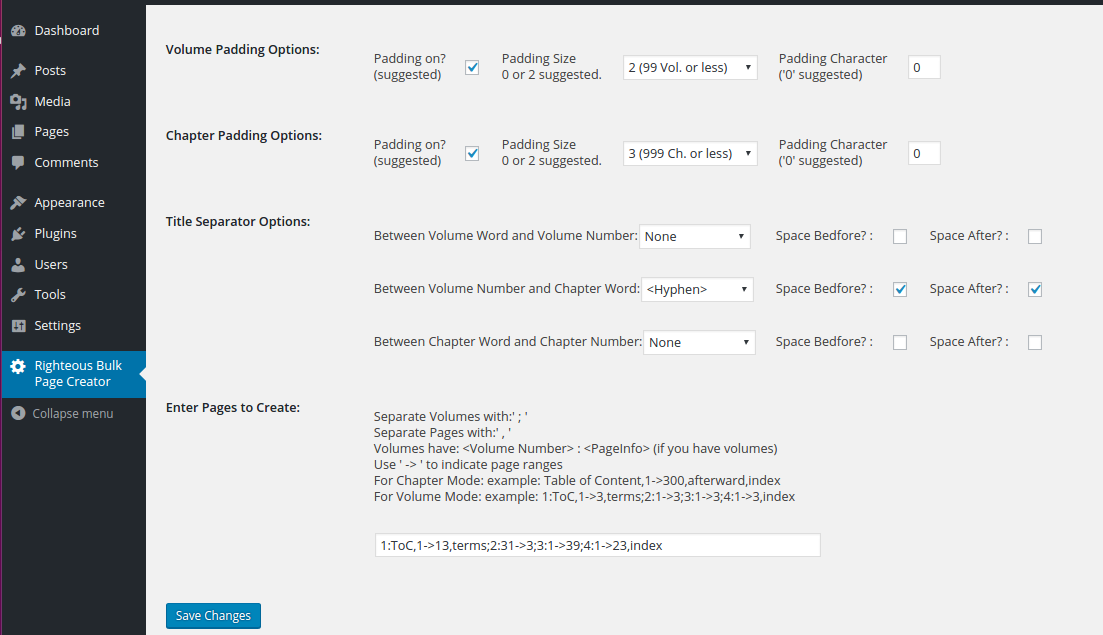 Dashboard
Posts
Media
Pages
Comments
Appearance
Plugins
Users
Tools
Settings
Righteous Bulk
Page Creator
Collapse menu
Volume Padding Options:
Padding on?
(suggested)
Padding Size
0 or 2 suggested.
2 (99 Vol. or less)
Padding Character
('0' suggested)
0
Chapter Padding Options:
Padding on?
(suggested)
Padding Size
0 or 2 suggested.
3 (999 Ch. or less)
Padding Character
('0' suggested)
0
Title Separator Options:
Between Volume Word and Volume Number: None Space Bedfore? : Space After? :
Between Volume Number and Chapter Word: <Hyphen> Space Bedfore? : Space After? :
Between Chapter Word and Chapter Number: None Space Bedfore? : Space After? :
Enter Pages to Create:
Separate Volumes with:' ; '
Separate Pages with:' , '
Volumes have: <Volume Number> : <PageInfo> (if you have volumes)
Use ' -> ' to indicate page ranges
For Chapter Mode: example: Table of Content,1->300,afterward,index
For Volume Mode: example: 1:ToC,1->3,terms;2:1->3;3:1->3;4:1->3,index
1:ToC,1->13,terms;2:31->3;3:1->39;4:1->23,index
Save Changes